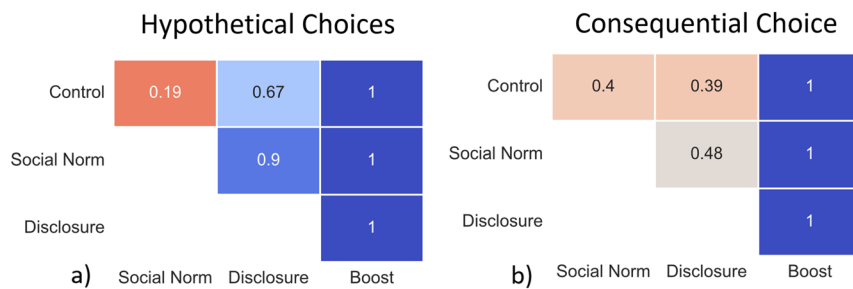 Hypothetical Choices
Control 0.19 0.67 1
Social Norm 0.9 1
Disclosure 1
a) Social Norm Disclosure Boost
Consequential Choice
Control 0.4 0.39 1
Social Norm 0.48 1
Disclosure 1
b) Social Norm Disclosure Boost